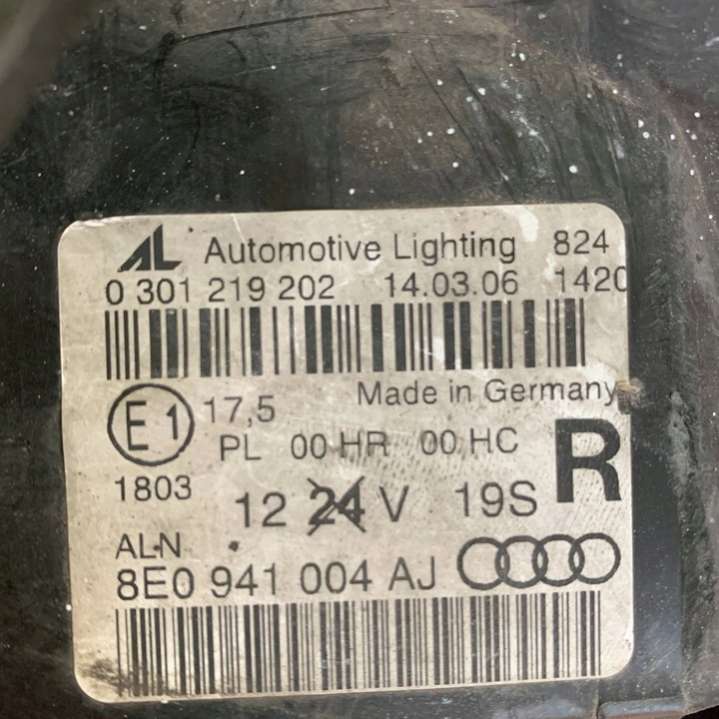 AL Automotive Lighting 824
0 301 219 202 14.03.06 1420
Made in Germany
E1 17,5
PL 00 HR 00 HC R
1803
12 24 V 19S
ALN
8E0 941 004 AJ